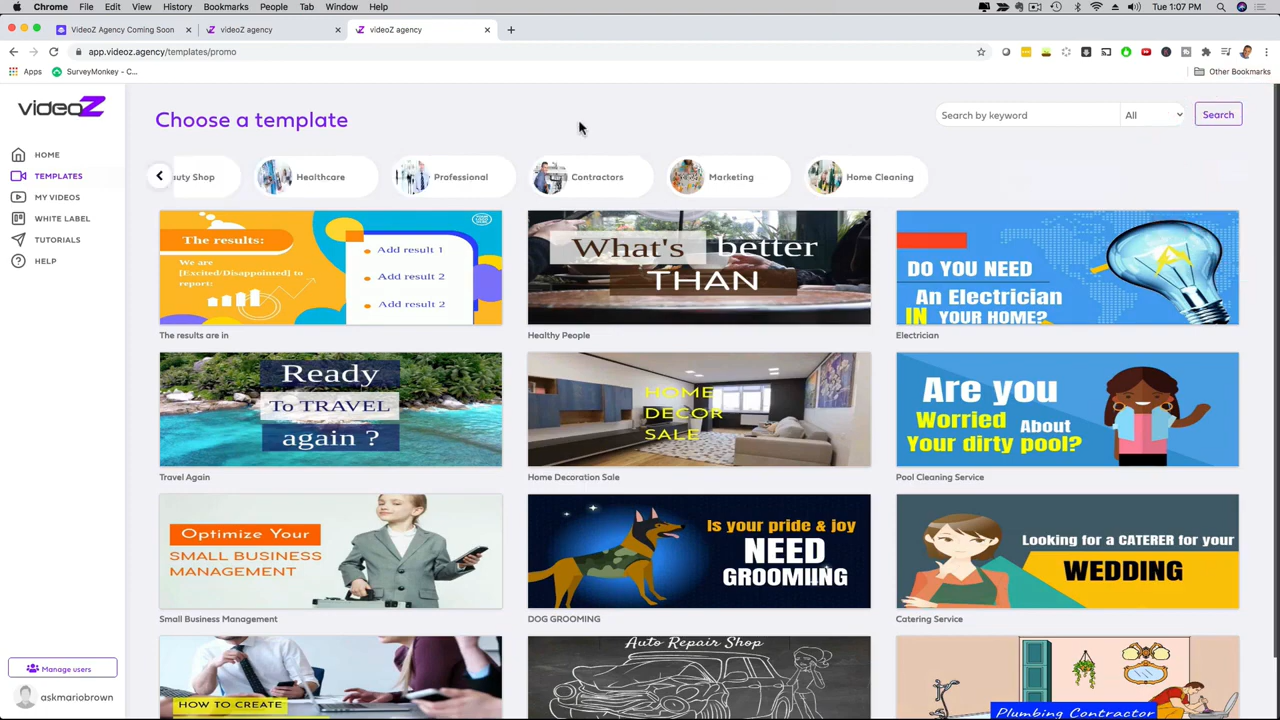 Chrome File Edit View History Bookmarks People Tab Window Help Tue 1:07 PM
VideoZ Agency Coming Soon videoZ agency videoZ agency
app.videoz.agency/templates/promo
Apps SurveyMonkey - C... Other Bookmarks
videoZ
HOME
TEMPLATES
MY VIDEOS
WHITE LABEL
TUTORIALS
HELP
Manage users
askmariobrown
Choose a template
Search by keyword All Search
auty Shop Healthcare Professional Contractors Marketing Home Cleaning
The results:
We are
[Excited/Disappointed] to
report:
Add result 1
Add result 2
Add result 2
The results are in
What's better
THAN
Healthy People
DO YOU NEED
An Electrician
IN YOUR HOME?
Electrician
Ready
To TRAVEL
again ?
Travel Again
HOME
DECOR
SALE
Home Decoration Sale
Are you
Worried About
Your dirty pool?
Pool Cleaning Service
Optimize Your
SMALL BUSINESS
MANAGEMENT
Small Business Management
Is your pride & joy
NEED
GROOMING
DOG GROOMING
Looking for a CATERER for your
WEDDING
Catering Service
HOW TO CREATE
Auto Repair Shop
Plumbing Contractor